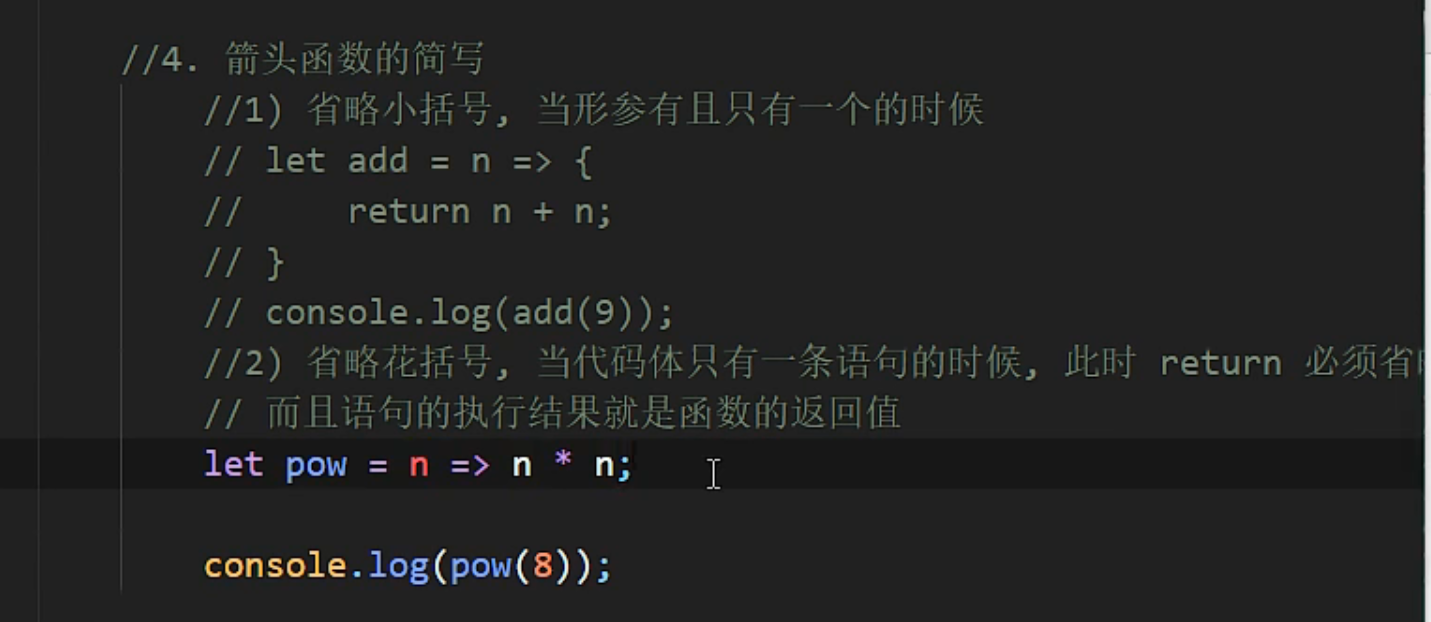 //4. 箭头函数的简写
//1) 省略小括号, 当形参有且只有一个的时候
// let add = n => {
//     return n + n;
// }
// console.log(add(9));
//2) 省略花括号, 当代码体只有一条语句的时候, 此时 return 必须省
// 而且语句的执行结果就是函数的返回值
let pow = n => n * n;
console.log(pow(8));